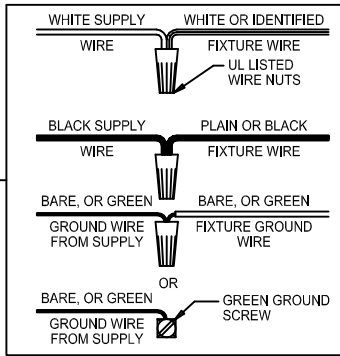 WHITE SUPPLY WHITE OR IDENTIFIED
WIRE FIXTURE WIRE
UL LISTED
WIRE NUTS
BLACK SUPPLY PLAIN OR BLACK
WIRE FIXTURE WIRE
BARE, OR GREEN BARE, OR GREEN
GROUND WIRE FIXTURE GROUND
FROM SUPPLY WIRE
OR
BARE, OR GREEN GREEN GROUND
GROUND WIRE SCREW
FROM SUPPLY